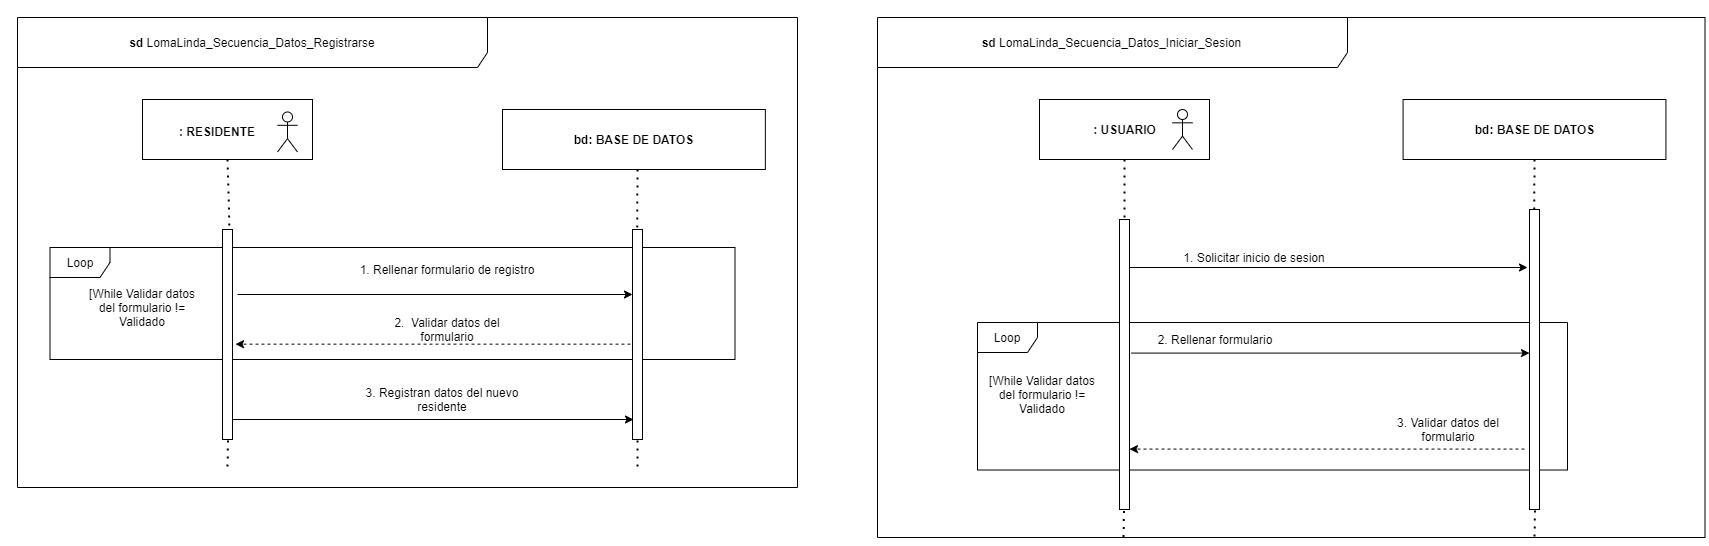 sd LomaLinda_Secuencia_Datos_Registrarse
: RESIDENTE
bd: BASE DE DATOS
Loop
[While Validar datos
del formulario !=
Validado
1. Rellenar formulario de registro
2. Validar datos del
formulario
3. Registran datos del nuevo
residente
sd LomaLinda_Secuencia_Datos_Iniciar_Sesion
: USUARIO
bd: BASE DE DATOS
1. Solicitar inicio de sesion
Loop
[While Validar datos
del formulario !=
Validado
2. Rellenar formulario
3. Validar datos del
formulario